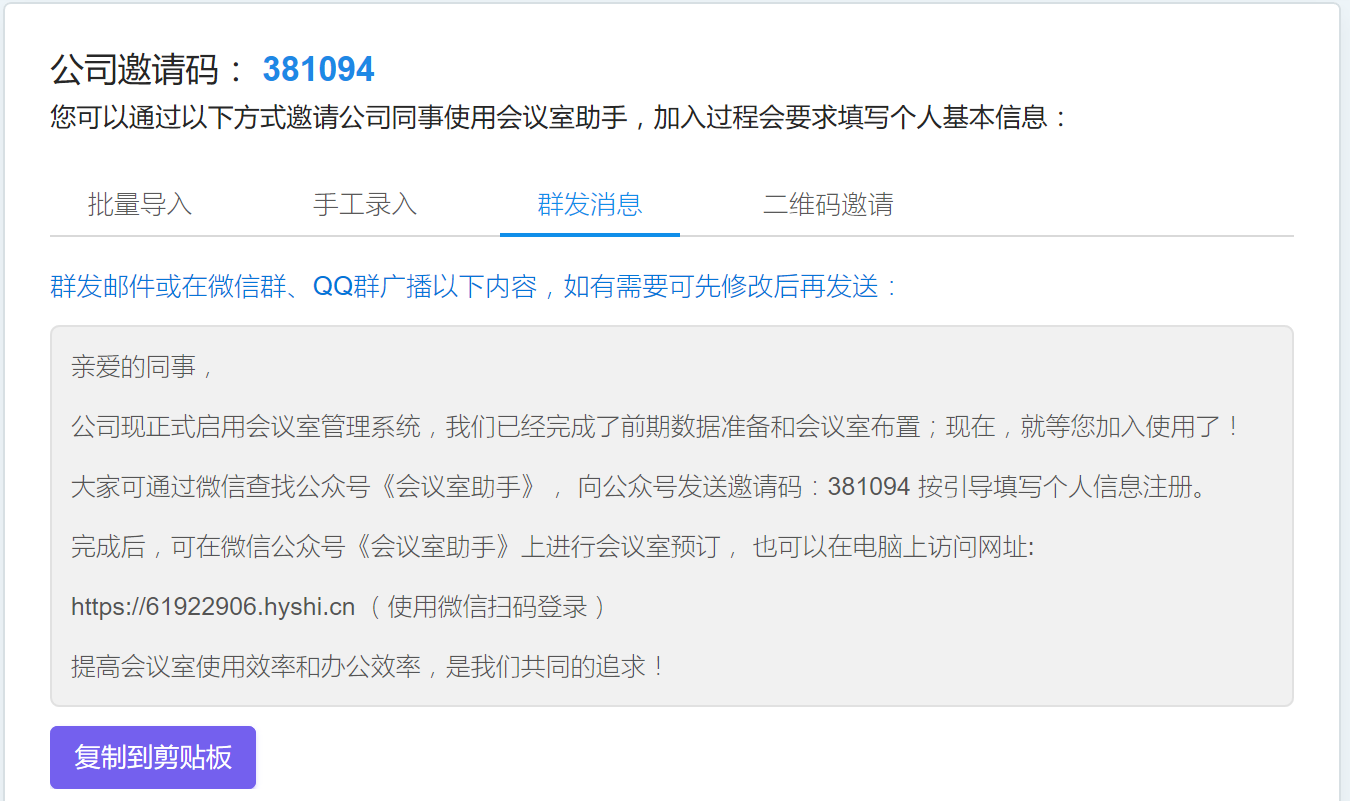 公司邀请码： 381094
您可以通过以下方式邀请公司同事使用会议室助手，加入过程会要求填写个人基本信息：
批量导入 手工录入 群发消息 二维码邀请
群发邮件或在微信群、QQ群广播以下内容，如有需要可先修改后再发送：
亲爱的同事，
公司现正式启用会议室管理系统，我们已经完成了前期数据准备和会议室布置；现在，就等您加入使用了！
大家可通过微信查找公众号《会议室助手》， 向公众号发送邀请码：381094 按引导填写个人信息注册。
完成后，可在微信公众号《会议室助手》上进行会议室预订， 也可以在电脑上访问网址:
https://61922906.hyshi.cn （使用微信扫码登录）
提高会议室使用效率和办公效率，是我们共同的追求！
复制到剪贴板